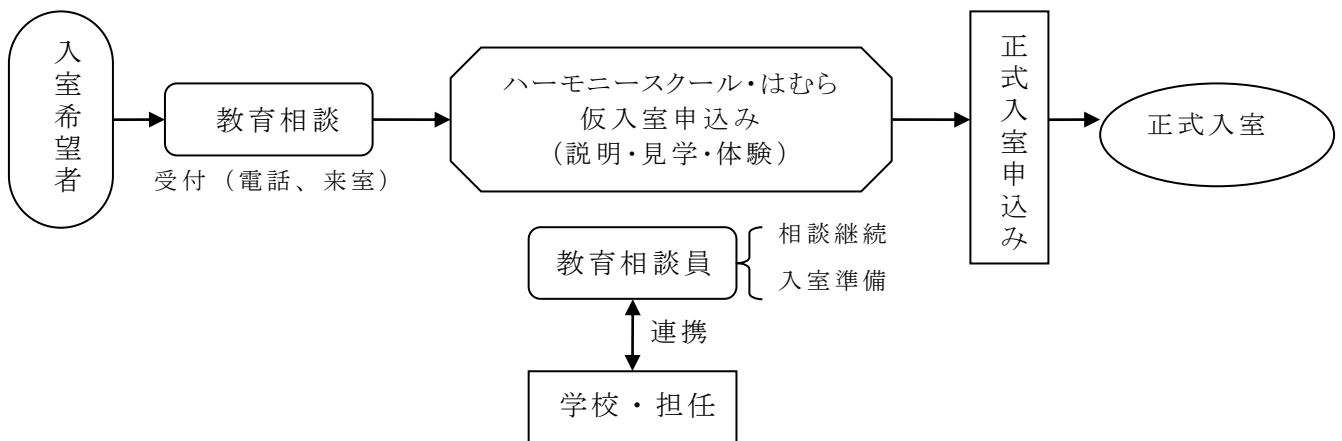 入室希望者
教育相談
受付（電話、来室）
ハーモニースクール・はむら
仮入室申込み
（説明・見学・体験）
正式入室申込み
正式入室
教育相談員
相談継続
入室準備
連携
学校・担任